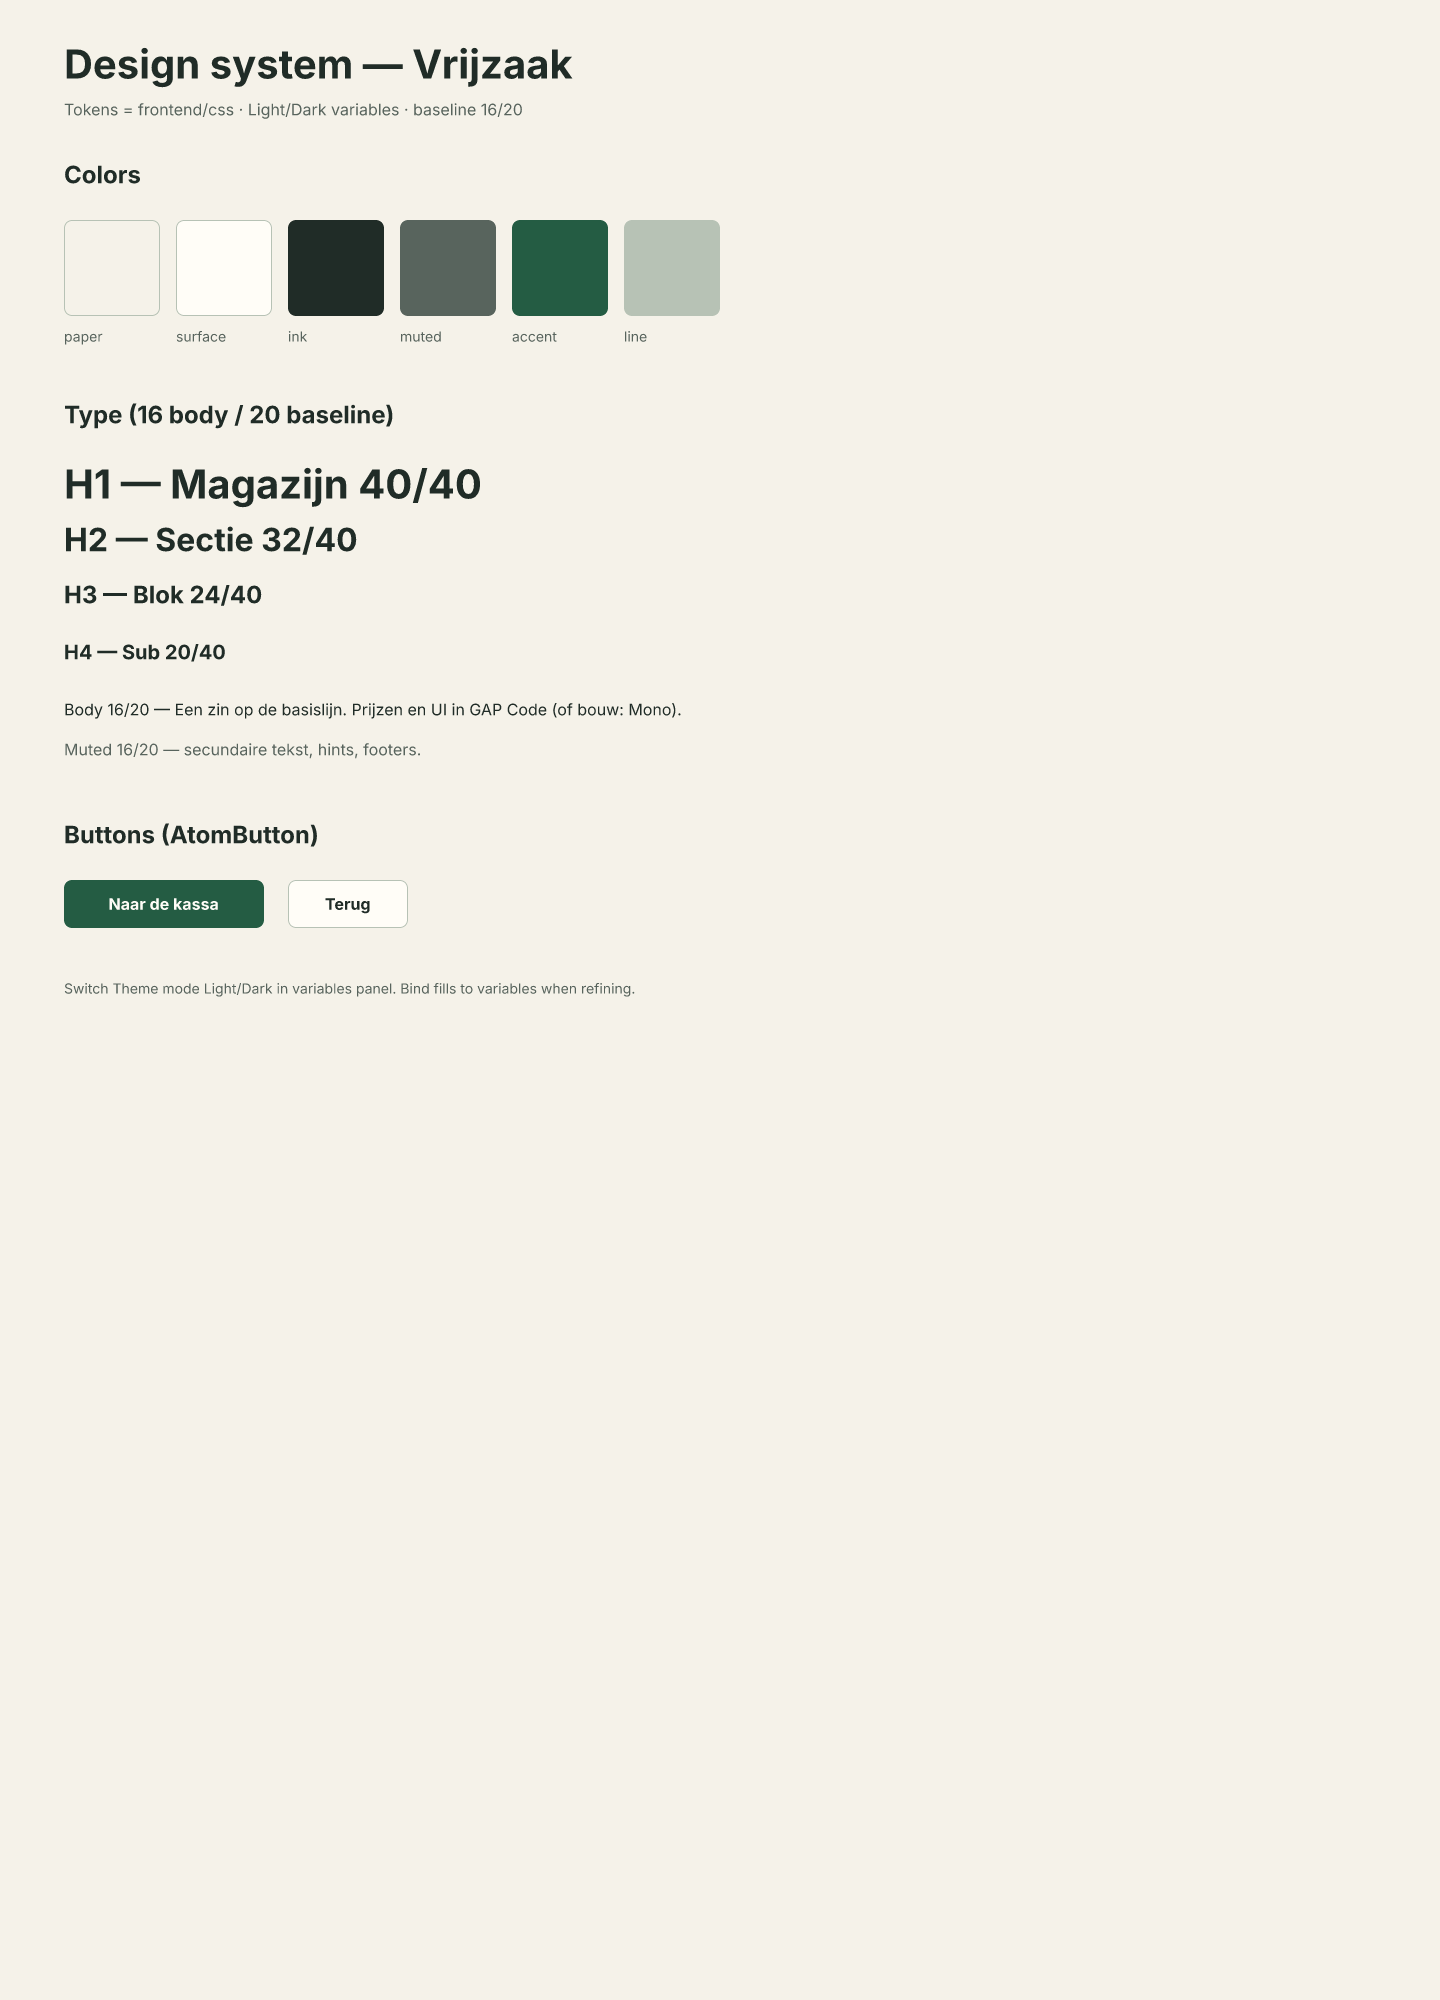 Design system — Vrijzaak
Tokens = frontend/css · Light/Dark variables · baseline 16/20
Colors
paper surface ink muted accent line
Type (16 body / 20 baseline)
H1 — Magazijn 40/40
H2 — Sectie 32/40
H3 — Blok 24/40
H4 — Sub 20/40
Body 16/20 — Een zin op de basislijn. Prijzen en UI in GAP Code (of bouw: Mono).
Muted 16/20 — secundaire tekst, hints, footers.
Buttons (AtomButton)
Naar de kassa Terug
Switch Theme mode Light/Dark in variables panel. Bind fills to variables when refining.